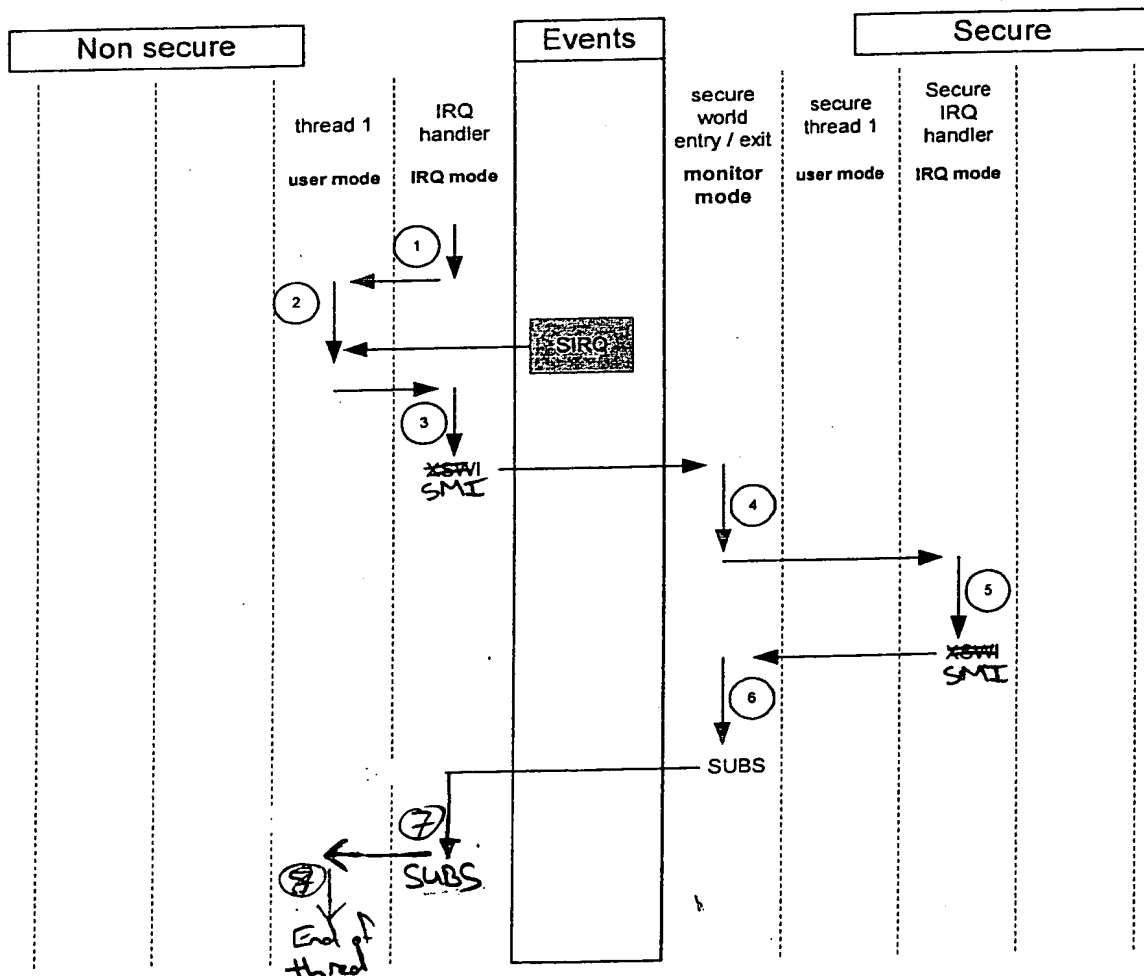 Non secure
Events
Secure
thread 1
user mode
IRQ
handler
IRQ mode
secure
world
entry / exit
monitor
mode
secure
thread 1
user mode
Secure
IRQ
handler
IRQ mode
1
2
SIRQ
3
XSWI
SMI
4
5
XSWI
SMI
6
SUBS
7
SUBS
8
End of
thread